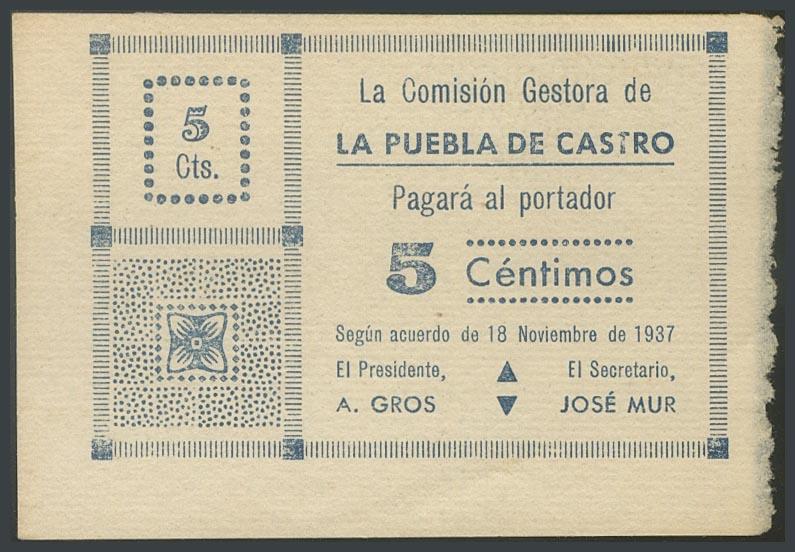 5
Cts.
La Comisión Gestora de
LA PUEBLA DE CASTRO
Pagará al portador
5 Céntimos
Según acuerdo de 18 Noviembre de 1937
El Presidente, El Secretario,
A. GROS JOSÉ MUR